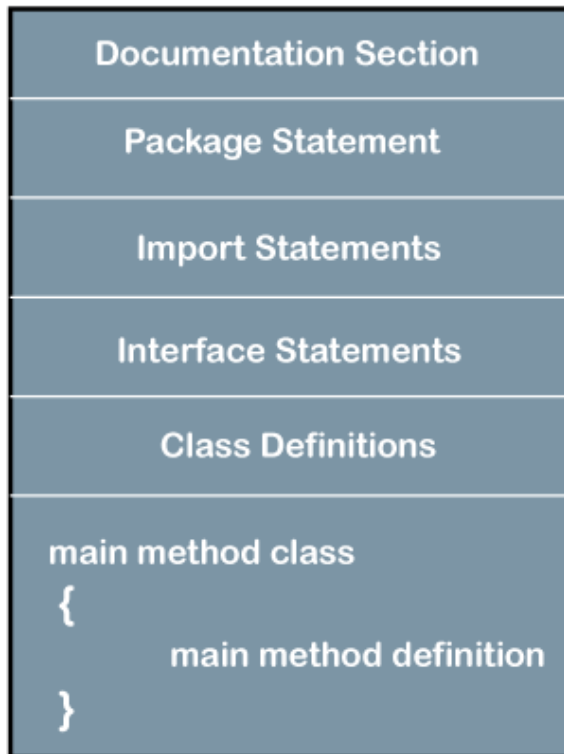 Documentation Section
Package Statement
Import Statements
Interface Statements
Class Definitions
main method class
{
main method definition
}